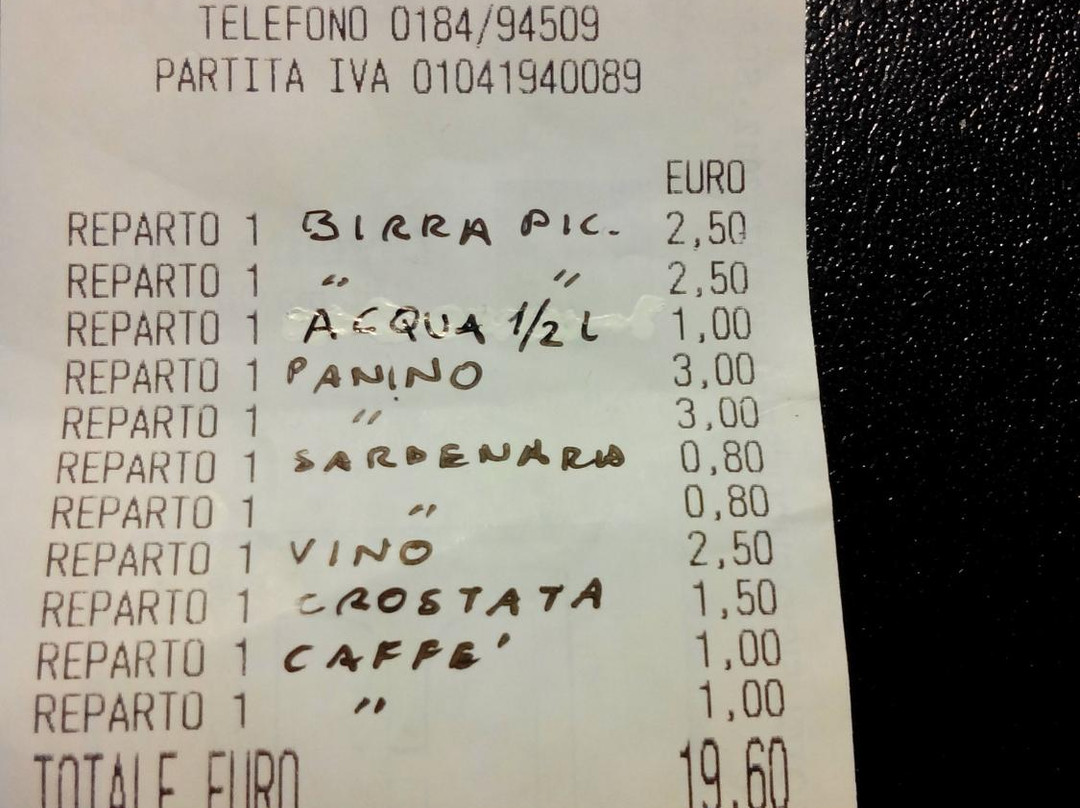 TELEFONO 0184/94509
PARTITA IVA 01041940089
EURO
REPARTO 1 BIRRA PIC. 2,50
REPARTO 1 " " 2,50
REPARTO 1 ACQUA 1/2 L 1,00
REPARTO 1 PANINO 3,00
REPARTO 1 " 3,00
REPARTO 1 SARDENARIA 0,80
REPARTO 1 " 0,80
REPARTO 1 VINO 2,50
REPARTO 1 CROSTATA 1,50
REPARTO 1 CAFFE' 1,00
REPARTO 1 " 1,00
TOTALE EURO 19,60